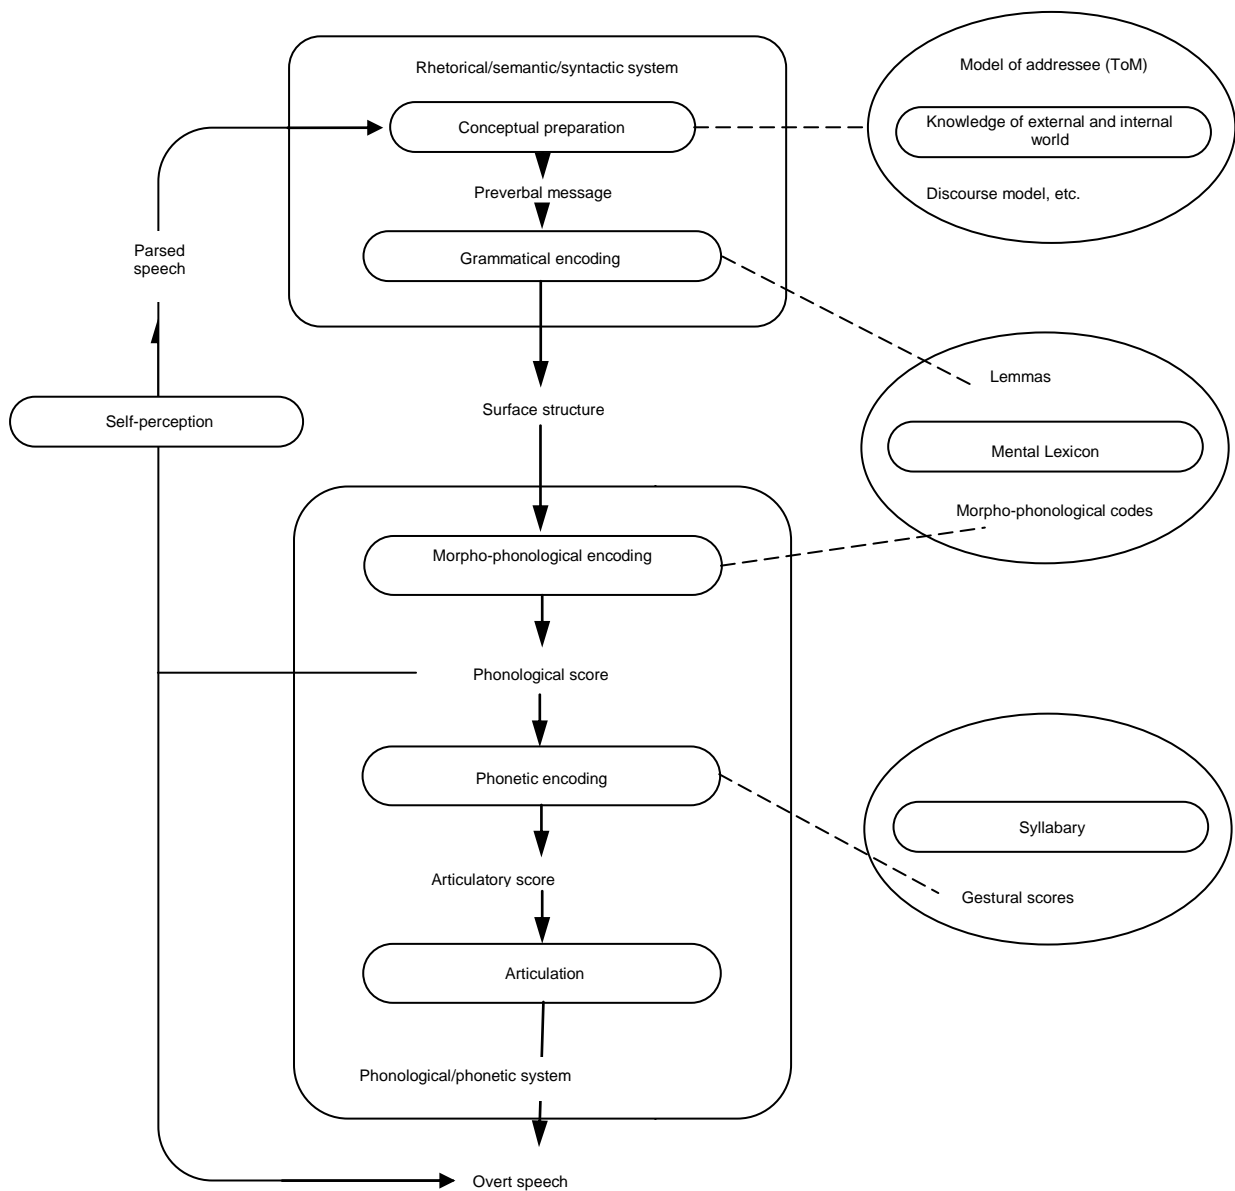 Rhetorical/semantic/syntactic system
Conceptual preparation
Preverbal message
Grammatical encoding
Model of addressee (ToM)
Knowledge of external and internal
world
Discourse model, etc.
Parsed
speech
Self-perception
Surface structure
Lemmas
Mental Lexicon
Morpho-phonological codes
Morpho-phonological encoding
Phonological score
Phonetic encoding
Articulatory score
Articulation
Phonological/phonetic system
Syllabary
Gestural scores
Overt speech